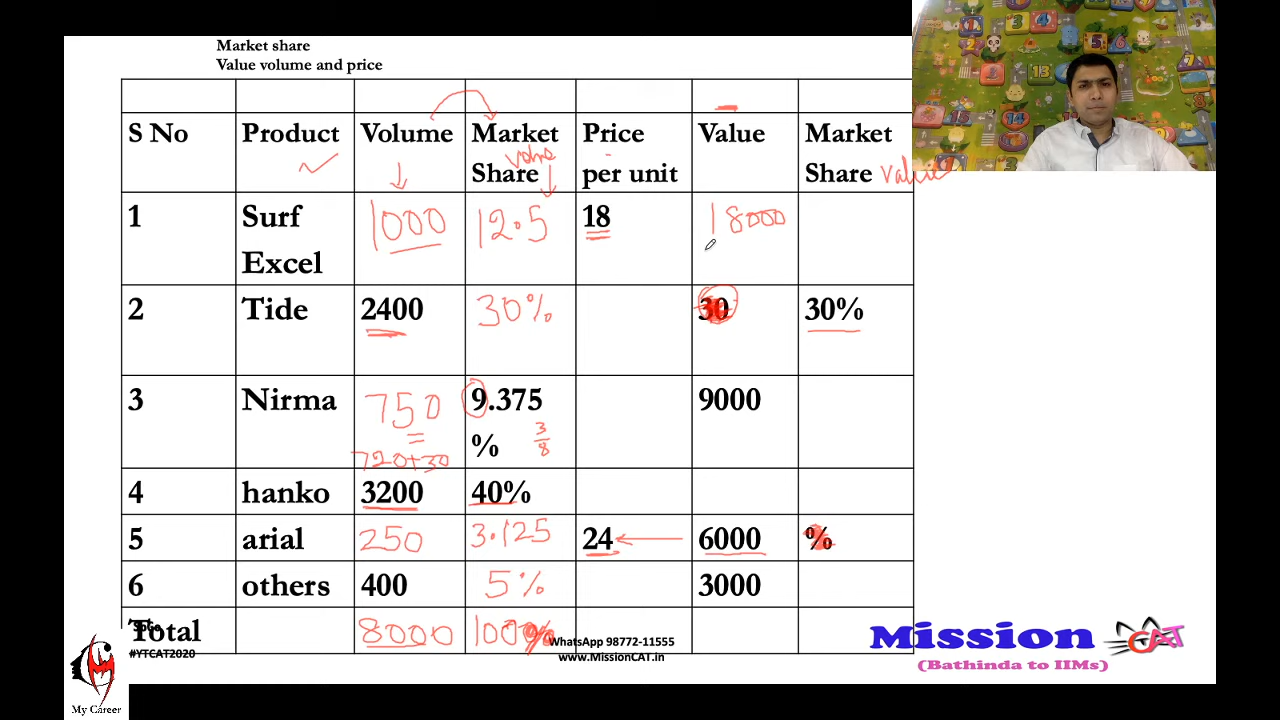 Market share
Value volume and price
S No Product Volume Market Share volume Price per unit Value Market Share value
1 Surf Excel 1000 12.5 18 18000
2 Tide 2400 30% 30 30%
3 Nirma 750 9.375 % 9000
720+30 3/8
4 hanko 3200 40%
5 arial 250 3.125 24 6000 %
6 others 400 5% 3000
Total 8000 100%
#YTCAT2020
WhatsApp 98772-11555
www.MissionCAT.in
Mission CAT
(Bathinda to IIMs)
My Career